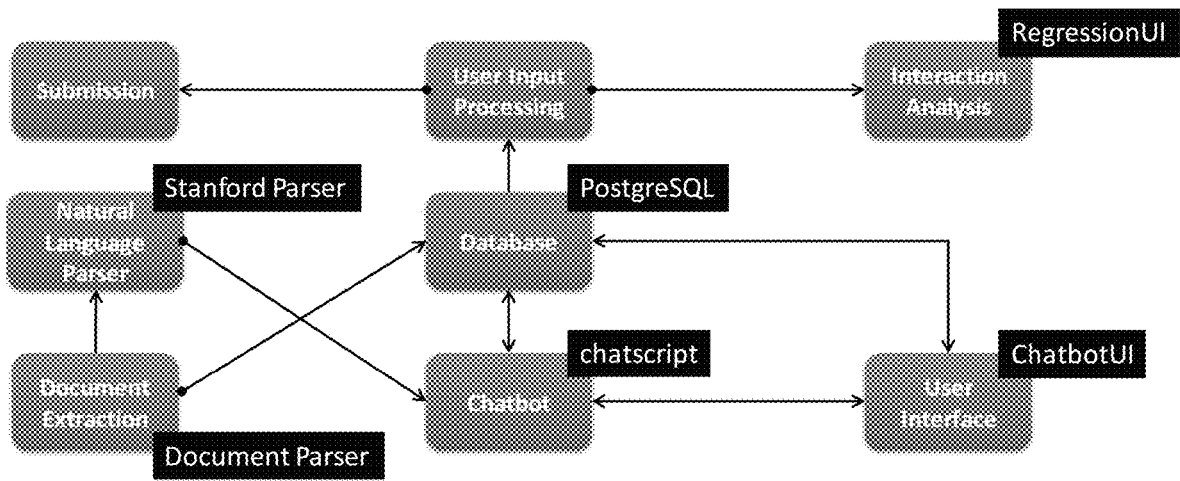 RegressionUI
Submission
User Input
Processing
Interaction
Analysis
Stanford Parser
PostgreSQL
Natural
Language
Parser
Database
chatscript
ChatbotUI
Document
Extraction
Chatbot
User
Interface
Document Parser